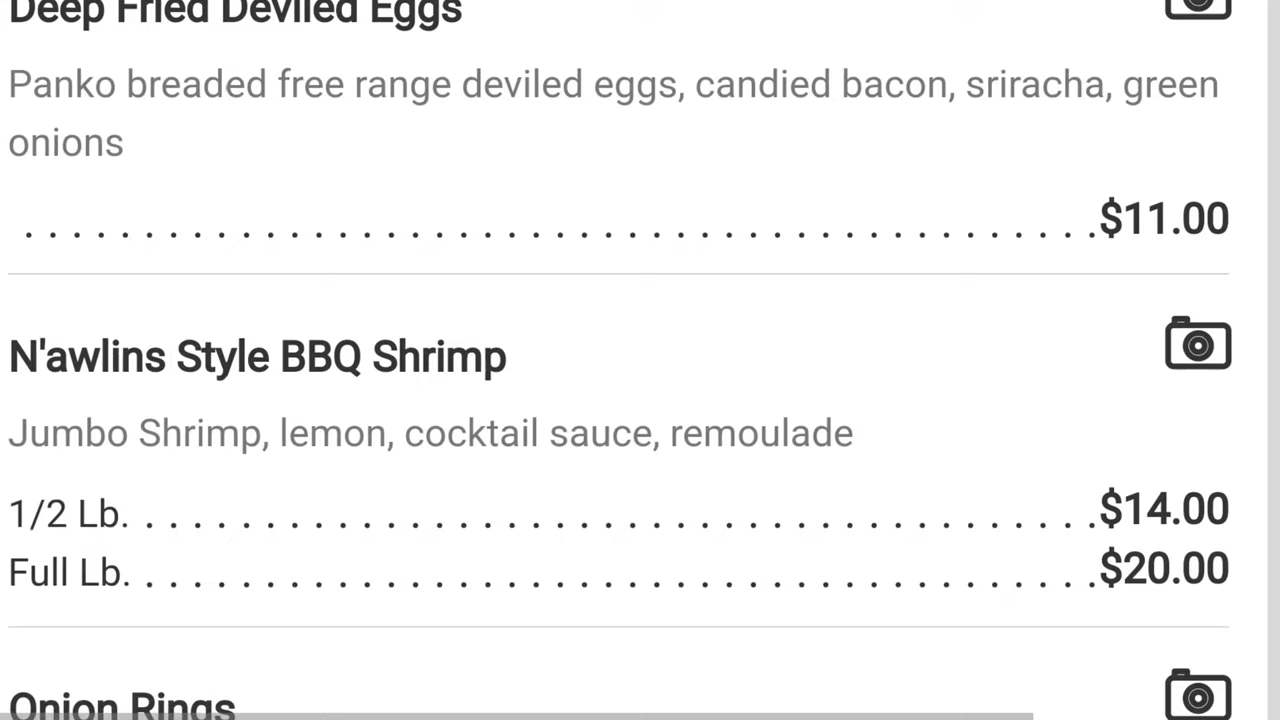 Deep Fried Deviled Eggs
Panko breaded free range deviled eggs, candied bacon, sriracha, green
onions
. . . . . . . . . . . . . . . . . . . . . . . . . . . . . . . . . . . . . . . . . . . . .$11.00
N'awlins Style BBQ Shrimp
Jumbo Shrimp, lemon, cocktail sauce, remoulade
1/2 Lb. . . . . . . . . . . . . . . . . . . . . . . . . . . . . . . . . . . . . . . . .$14.00
Full Lb. . . . . . . . . . . . . . . . . . . . . . . . . . . . . . . . . . . . . . . . .$20.00
Onion Rings